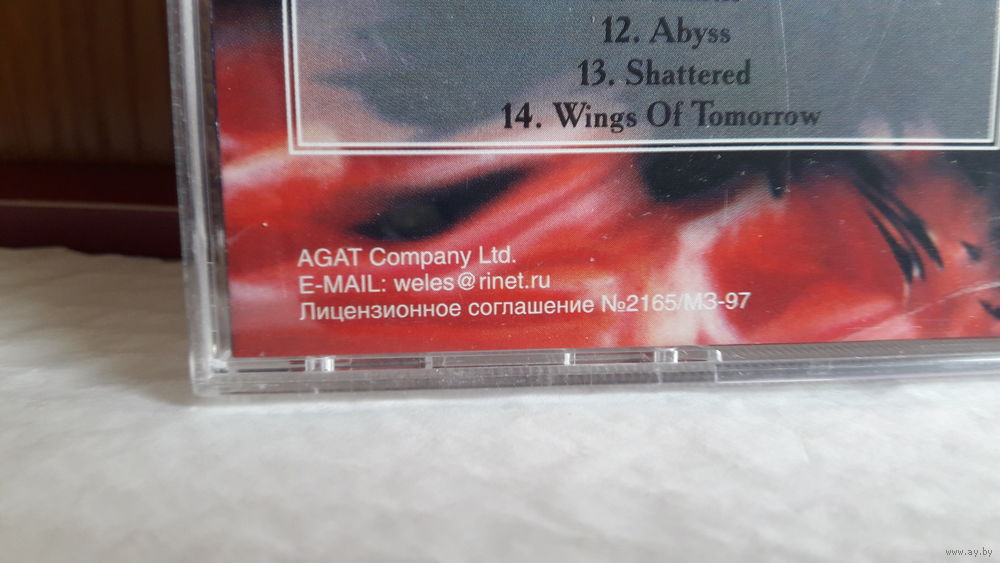 12. Abyss
13. Shattered
14. Wings Of Tomorrow
AGAT Company Ltd.
E-MAIL: weles@rinet.ru
Лицензионное соглашение №2165/МЗ-97
www.ay.by